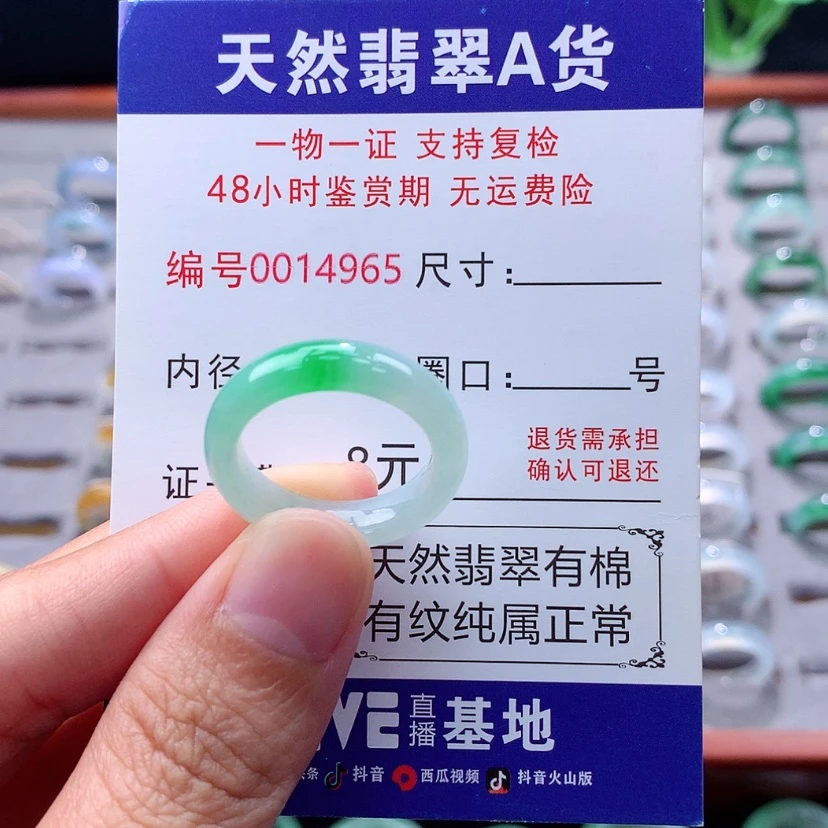 天然翡翠A货
一物一证 支持复检
48小时鉴赏期 无运费险
编号0014965 尺寸:
内径 圈口: 号
退货需承担
确认可退还
证 8元
天然翡翠有棉
有纹纯属正常
VE 直播 基地
头条 抖音 西瓜视频 抖音火山版